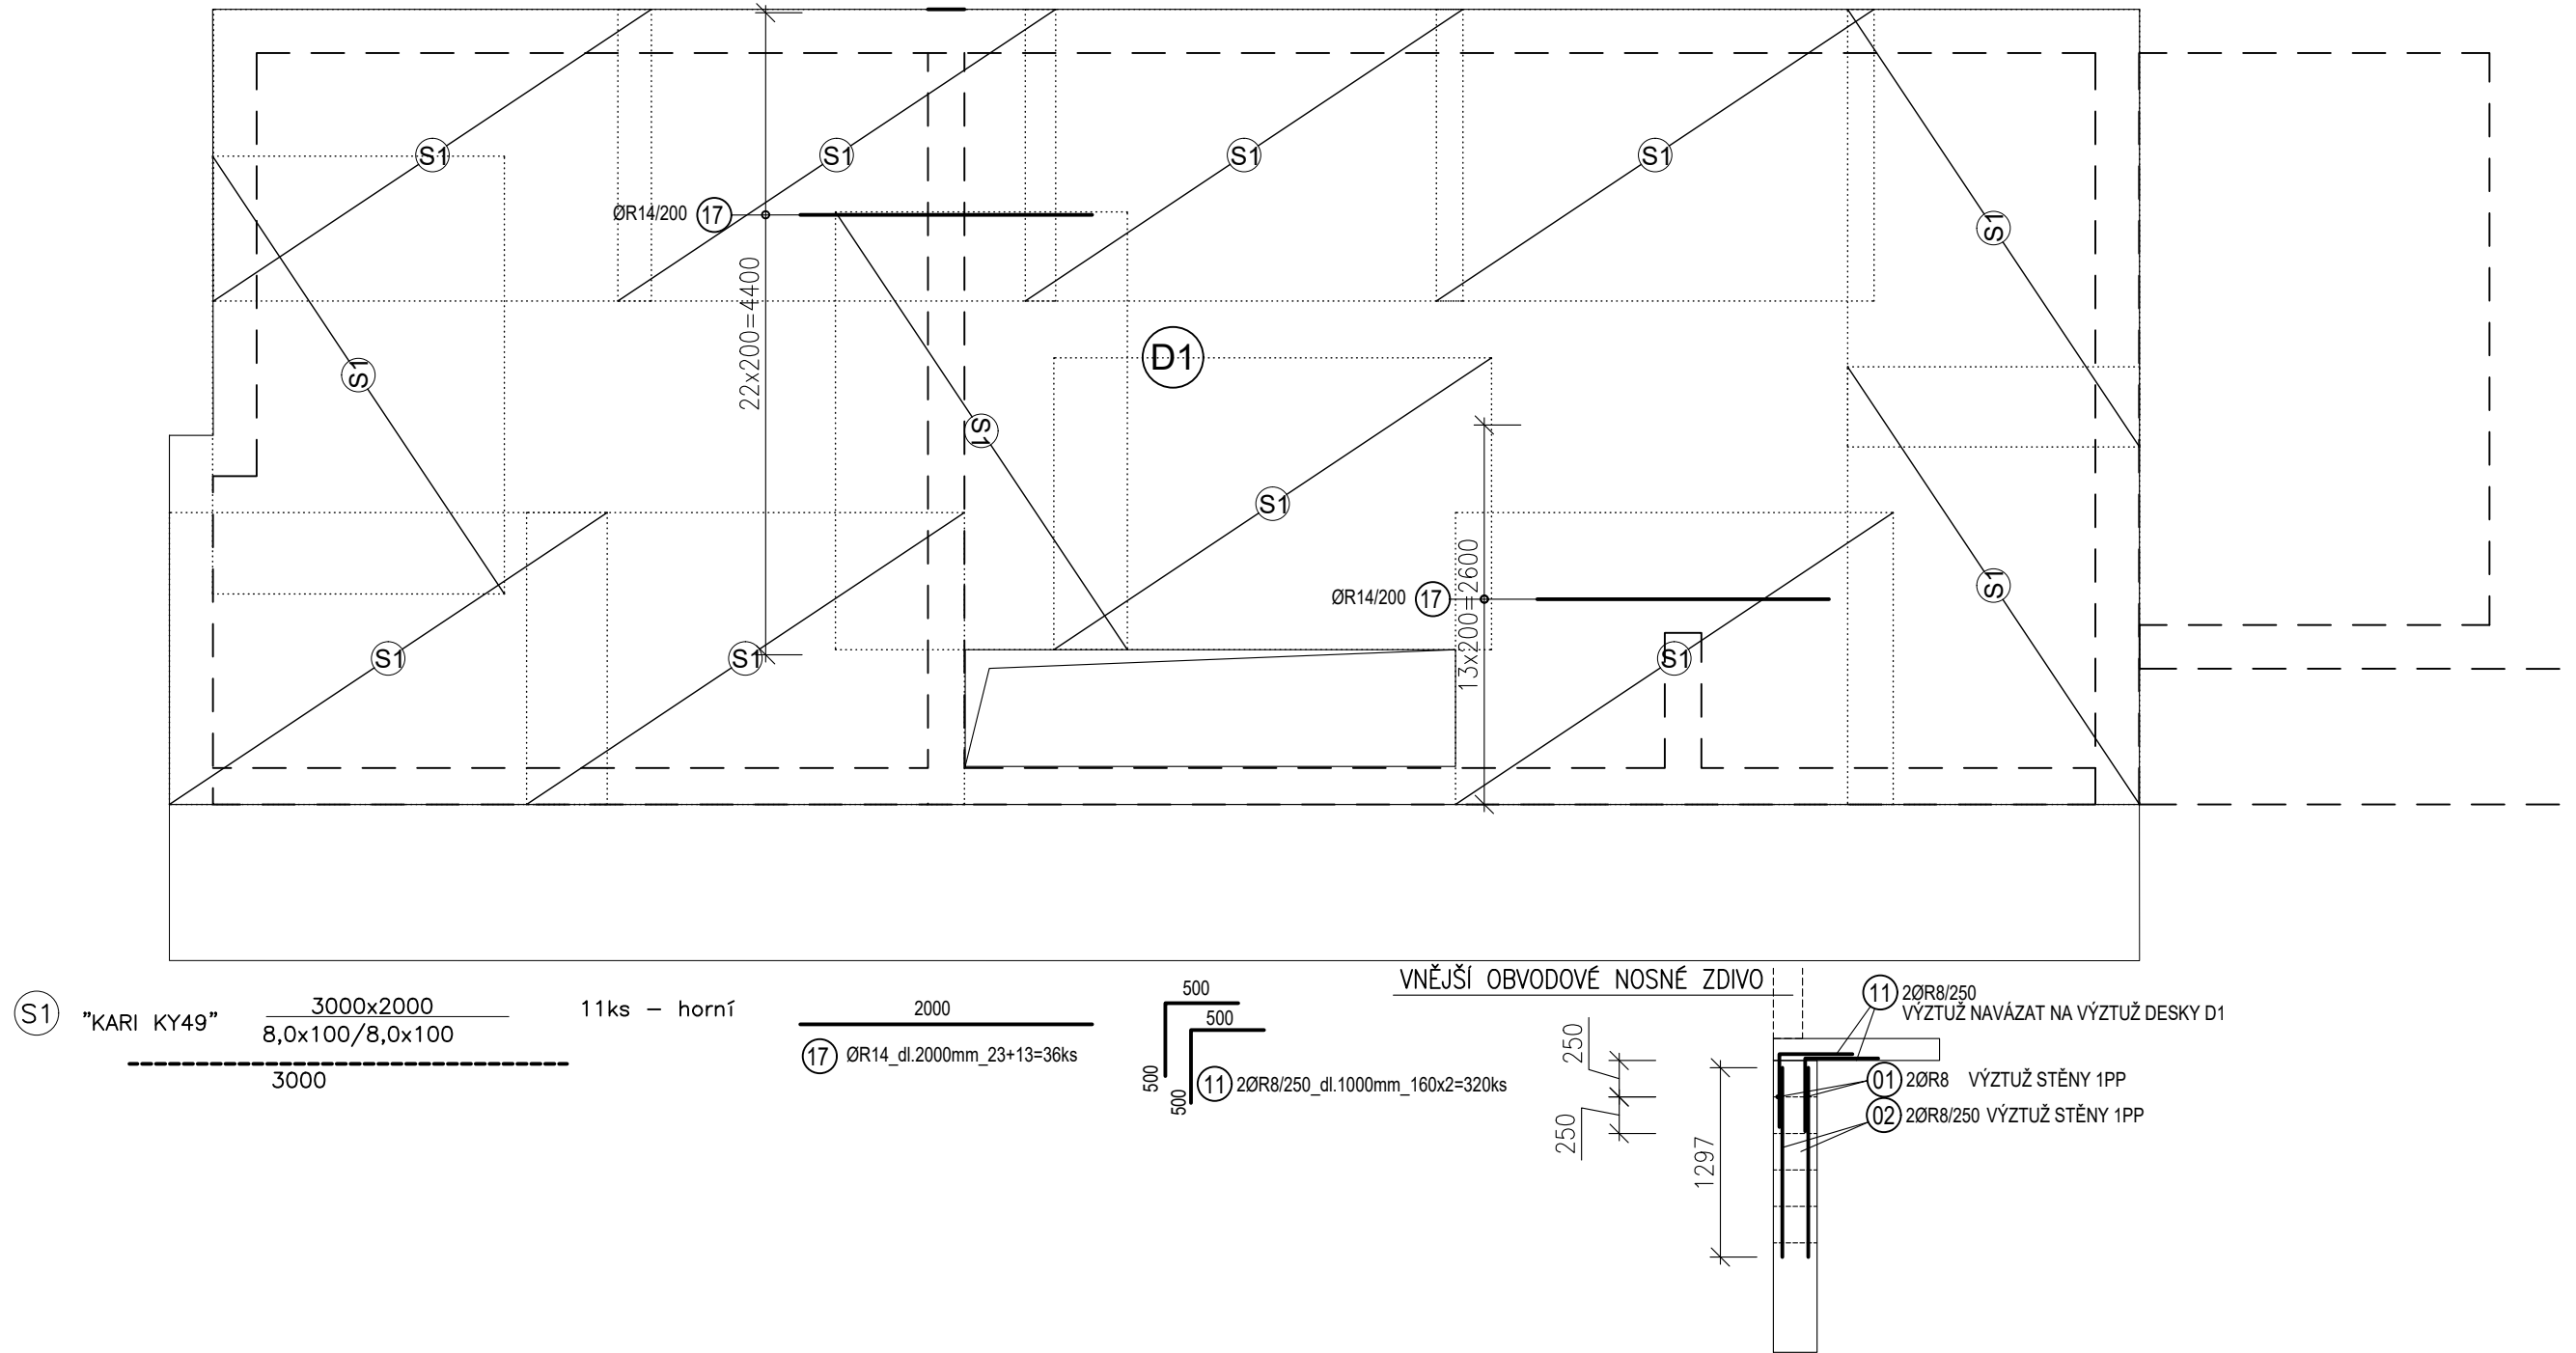 S1
S1
S1
S1
S1
S1
S1
S1
S1
S1
S1
S1
D1
ØR14/200 17
22x200=4400
ØR14/200 17
13x200=2600
S1 "KARI KY49" 3000x2000
8,0x100/8,0x100
11ks – horní
3000
2000
17 ØR14_dl.2000mm_23+13=36ks
500
500
500
500
11 2ØR8/250_dl.1000mm_160x2=320ks
VNĚJŠÍ OBVODOVÉ NOSNÉ ZDIVO
11 2ØR8/250
VÝZTUŽ NAVÁZAT NA VÝZTUŽ DESKY D1
01 2ØR8 VÝZTUŽ STĚNY 1PP
02 2ØR8/250 VÝZTUŽ STĚNY 1PP
250
250
1297